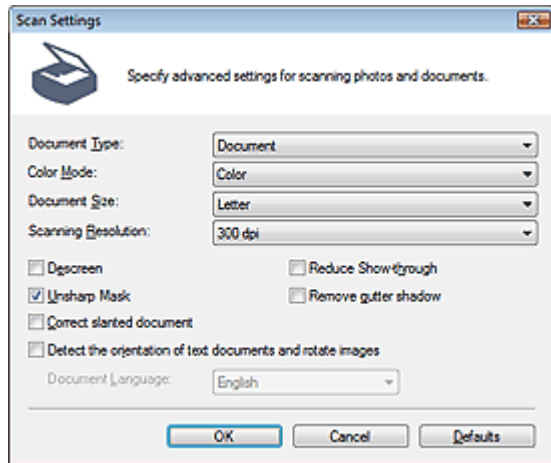 Scan Settings
Specify advanced settings for scanning photos and documents.
Document Type: Document
Color Mode: Color
Document Size: Letter
Scanning Resolution: 300 dpi
Descreen Reduce Show-through
Unsharp Mask Remove gutter shadow
Correct slanted document
Detect the orientation of text documents and rotate images
Document Language: English
OK Cancel Defaults